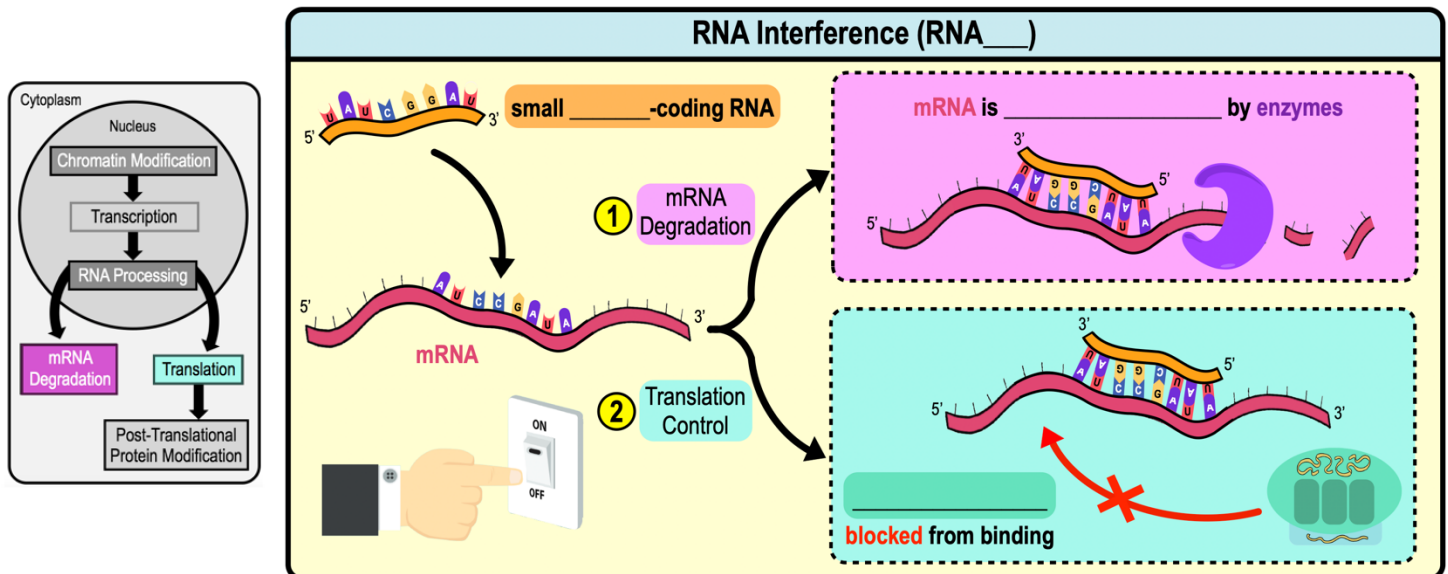 RNA Interference (RNA___)
Cytoplasm
Nucleus
Chromatin Modification
Transcription
RNA Processing
mRNA
Degradation
Translation
Post-Translational
Protein Modification
U A U C G G A U
5’
3’
small _______-coding RNA
5’
A U C C G A U A
3’
mRNA
1
mRNA
Degradation
2
Translation
Control
ON
OFF
mRNA is ___________________ by enzymes
3’
5’
U A G G C U A U
A U C C G A U A
5’
3’
5’
U A G G C U A U
A U C C G A U A
5’
3’
___________________
blocked from binding